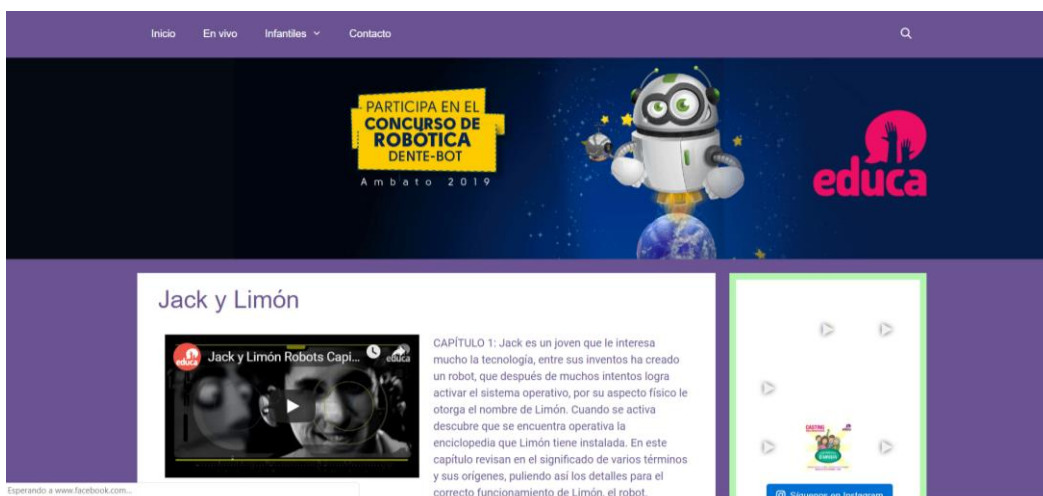 Inicio En vivo Infantiles Contacto
PARTICIPA EN EL
CONCURSO DE
ROBÓTICA
DENTE-BOT
Ambato 2019
educa
Jack y Limón
educa
Jack y Limón Robots Capi...
educa
CAPÍTULO 1: Jack es un joven que le interesa
mucho la tecnología, entre sus inventos ha creado
un robot, que después de muchos intentos logra
activar el sistema operativo, por su aspecto físico le
otorga el nombre de Limón. Cuando se activa
descubre que se encuentra operativa la
enciclopedia que Limón tiene instalada. En este
capítulo revisan en el significado de varios términos
y sus orígenes, puliendo así los detalles para el
correcto funcionamiento de Limón, el robot.
CASTING
educa
Síguenos en Instagram
Esperando a www.facebook.com...